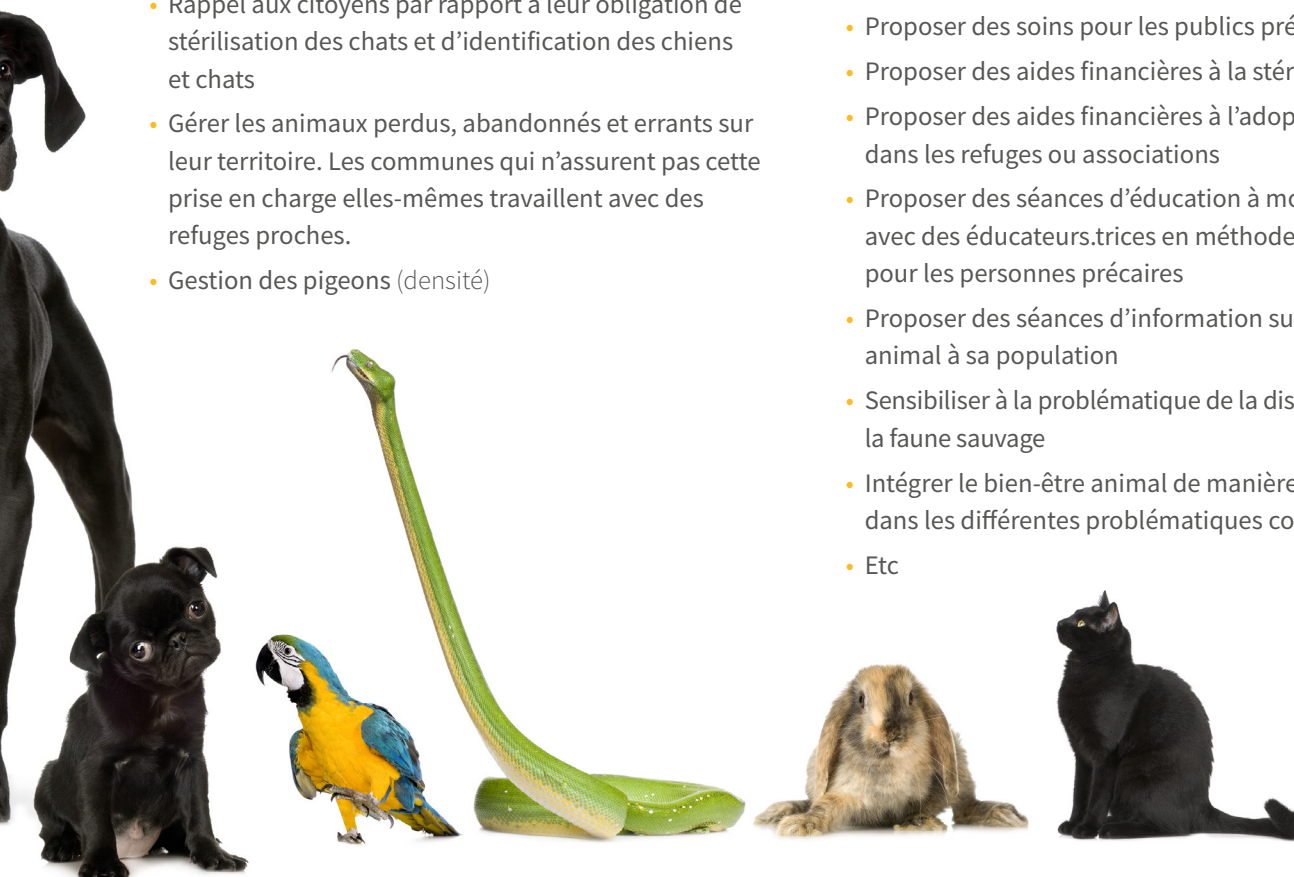 • Rappel aux citoyens par rapport à leur obligation de
stérilisation des chats et d’identification des chiens
et chats
• Gérer les animaux perdus, abandonnés et errants sur
leur territoire. Les communes qui n’assurent pas cette
prise en charge elles-mêmes travaillent avec des
refuges proches.
• Gestion des pigeons (densité)
• Proposer des soins pour les publics pré
• Proposer des aides financières à la stér
• Proposer des aides financières à l’adop
dans les refuges ou associations
• Proposer des séances d’éducation à mo
avec des éducateurs.trices en méthode
pour les personnes précaires
• Proposer des séances d’information su
animal à sa population
• Sensibiliser à la problématique de la dis
la faune sauvage
• Intégrer le bien-être animal de manière
dans les différentes problématiques co
• Etc